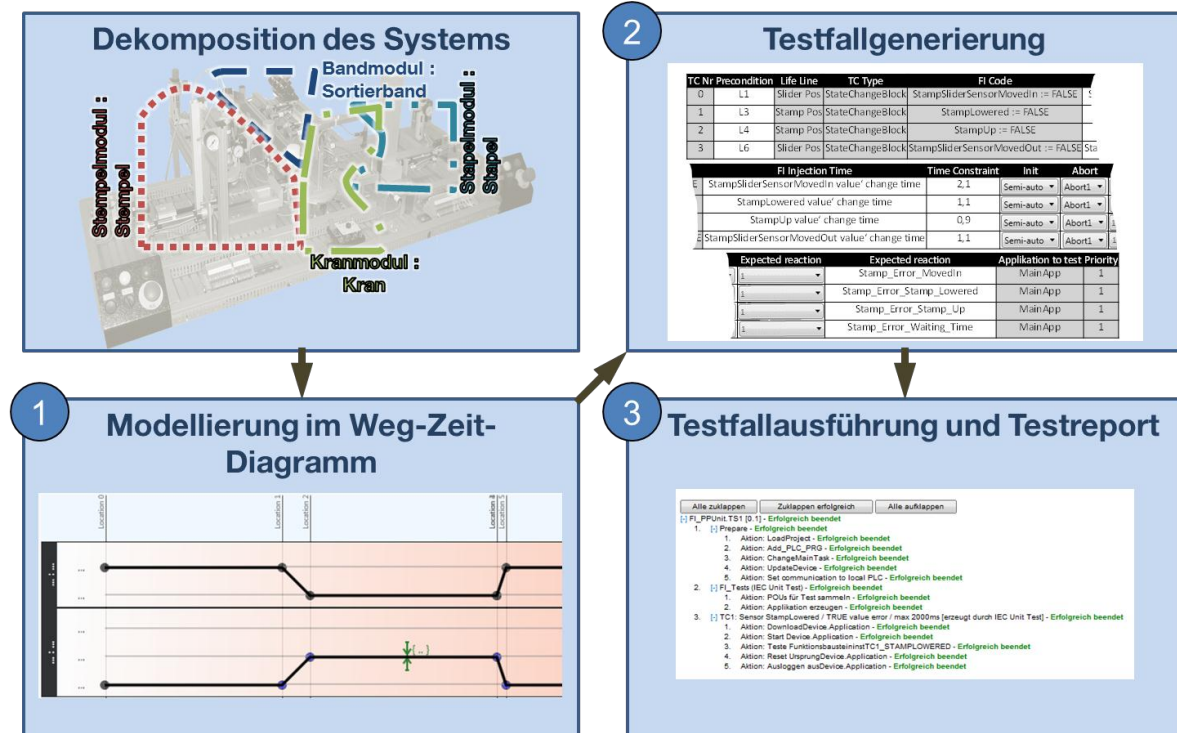 Dekomposition des Systems
Bandmodul :
Sortierband
Stempelmodul :
Stempel
Stapelmodul :
Stapel
Kranmodul :
Kran
1
Modellierung im Weg-Zeit-
Diagramm
Location 0
Location 1
Location 2
Location 4
Location 5
... : ...
...
...
... : ...
...
...
...
{ .. }
2
Testfallgenerierung
TC Nr Precondition Life Line TC Type FI Code
0 L1 Slider Pos StateChangeBlock StampSliderSensorMovedIn := FALSE
1 L3 Stamp Pos StateChangeBlock StampLowered := FALSE
2 L4 Stamp Pos StateChangeBlock StampUp := FALSE
3 L6 Slider Pos StateChangeBlock StampSliderSensorMovedOut := FALSE Sta
FI Injection Time Time Constraint Init Abort
E StampSliderSensorMovedIn value' change time 2,1 Semi-auto Abort1
StampLowered value' change time 1,1 Semi-auto Abort1
StampUp value' change time 0,9 Semi-auto Abort1
E StampSliderSensorMovedOut value' change time 1,1 Semi-auto Abort1
Expected reaction Expected reaction Applikation to test Priority
1 Stamp_Error_MovedIn MainApp 1
1 Stamp_Error_Stamp_Lowered MainApp 1
1 Stamp_Error_Stamp_Up MainApp 1
1 Stamp_Error_Waiting_Time MainApp 1
3
Testfallausführung und Testreport
Alle zuklappen Zuklappen erfolgreich Alle aufklappen
[-] FI_PPUnit.TS1 [0.1] - Erfolgreich beendet
1. [-] Prepare - Erfolgreich beendet
1. Aktion: LoadProject - Erfolgreich beendet
2. Aktion: Add_PLC_PRG - Erfolgreich beendet
3. Aktion: ChangeMainTask - Erfolgreich beendet
4. Aktion: UpdateDevice - Erfolgreich beendet
5. Aktion: Set communication to local PLC - Erfolgreich beendet
2. [-] FI_Tests (IEC Unit Test) - Erfolgreich beendet
1. Aktion: POUs für Test sammeln - Erfolgreich beendet
2. Aktion: Applikation erzeugen - Erfolgreich beendet
3. [-] TC1: Sensor StampLowered / TRUE value error / max 2000ms [erzeugt durch IEC Unit Test] - Erfolgreich beendet
1. Aktion: DownloadDevice.Application - Erfolgreich beendet
2. Aktion: Start Device.Application - Erfolgreich beendet
3. Aktion: Teste FunktionsbausteininstTC1_STAMPLOWERED - Erfolgreich beendet
4. Aktion: Reset UrsprungDevice.Application - Erfolgreich beendet
5. Aktion: Ausloggen ausDevice.Application - Erfolgreich beendet